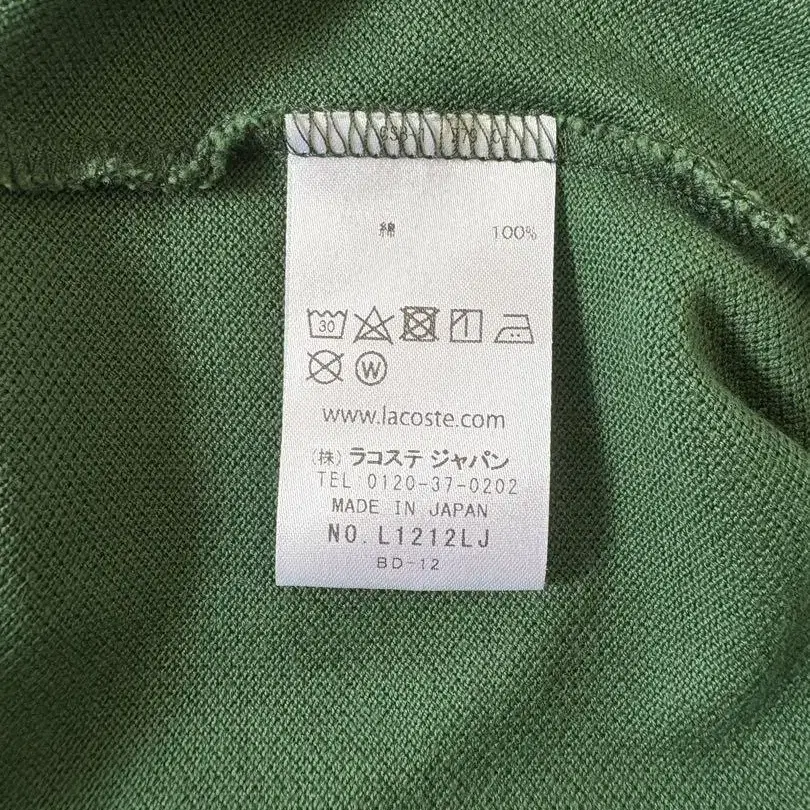 綿 100%
30
W
www.lacoste.com
(株) ラコステ ジャパン
TEL 0120-37-0202
MADE IN JAPAN
NO. L1212LJ
BD-12